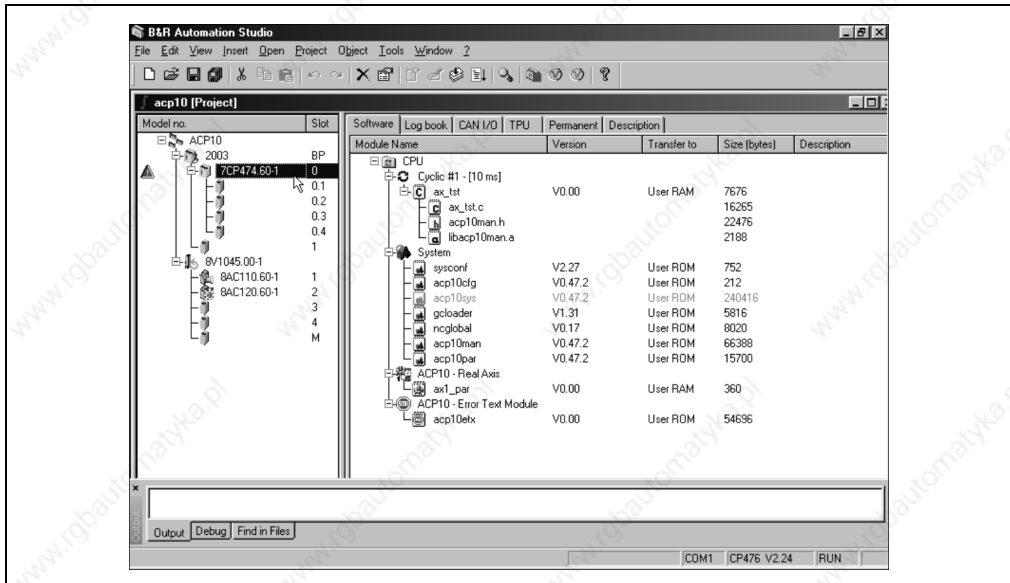 B&R Automation Studio
File Edit View Insert Open Project Object Tools Window ?
acp10 [Project]
Model no. Slot
ACP10
2003 BP
7CP474.60-1 0
0.1
0.2
0.3
0.4
1
8V1045.00-1
8AC110.60-1 1
8AC120.60-1 2
3
4
M
Software Log book CAN I/O TPU Permanent Description
Module Name Version Transfer to Size (bytes) Description
CPU
Cyclic #1 - [10 ms]
ax_tst V0.00 User RAM 7676
ax_tst.c 16265
acp10man.h 22476
libacp10man.a 2188
System
sysconf V2.27 User ROM 752
acp10cfg V0.47.2 User ROM 212
acp10sys V0.47.2 User ROM 240416
gcloader V1.31 User ROM 5816
ncglobal V0.17 User ROM 8020
acp10man V0.47.2 User ROM 66388
acp10par V0.47.2 User ROM 15700
ACP10 - Real Axis
ax1_par V0.00 User RAM 360
ACP10 - Error Text Module
acp10etx V0.00 User ROM 54696
Output
Output Debug Find in Files
COM1 CP476 V2.24 RUN
www.rgbautomatyka.pl